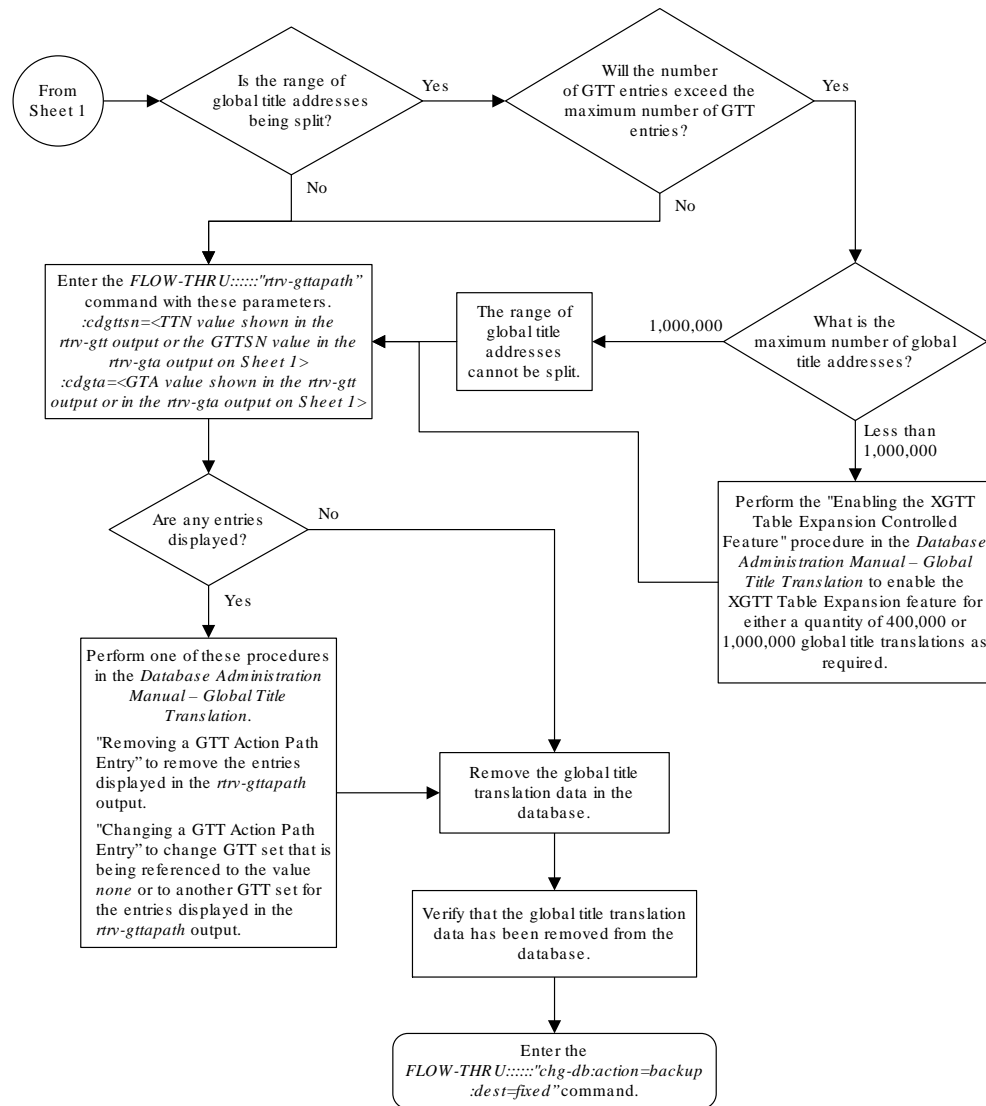 From
Sheet 1
Is the range of
global title addresses
being split?
Yes
Will the number
of GTT entries exceed the
maximum number of GTT
entries?
Yes
No
No
Enter the FLOW-THRU::::::"rtrv-gttapath”
command with these parameters.
:cdgttsn=<TTN value shown in the
rtrv-gtt output or the GTTSN value in the
rtrv-gta output on Sheet 1>
:cdgta=<GTA value shown in the rtrv-gtt
output or in the rtrv-gta output on Sheet 1>
The range of
global title
addresses
cannot be split.
1,000,000
What is the
maximum number of global
title addresses?
Less than
1,000,000
Perform the "Enabling the XGTT
Table Expansion Controlled
Feature" procedure in the Database
Administration Manual – Global
Title Translation to enable the
XGTT Table Expansion feature for
either a quantity of 400,000 or
1,000,000 global title translations as
required.
Are any entries
displayed?
No
Yes
Perform one of these procedures
in the Database Administration
Manual – Global Title
Translation.
"Removing a GTT Action Path
Entry” to remove the entries
displayed in the rtrv-gttapath
output.
"Changing a GTT Action Path
Entry” to change GTT set that is
being referenced to the value
none or to another GTT set for
the entries displayed in the
rtrv-gttapath output.
Remove the global title
translation data in the
database.
Verify that the global title translation
data has been removed from the
database.
Enter the
FLOW-THRU::::::"chg-db:action=backup
:dest=fixed” command.